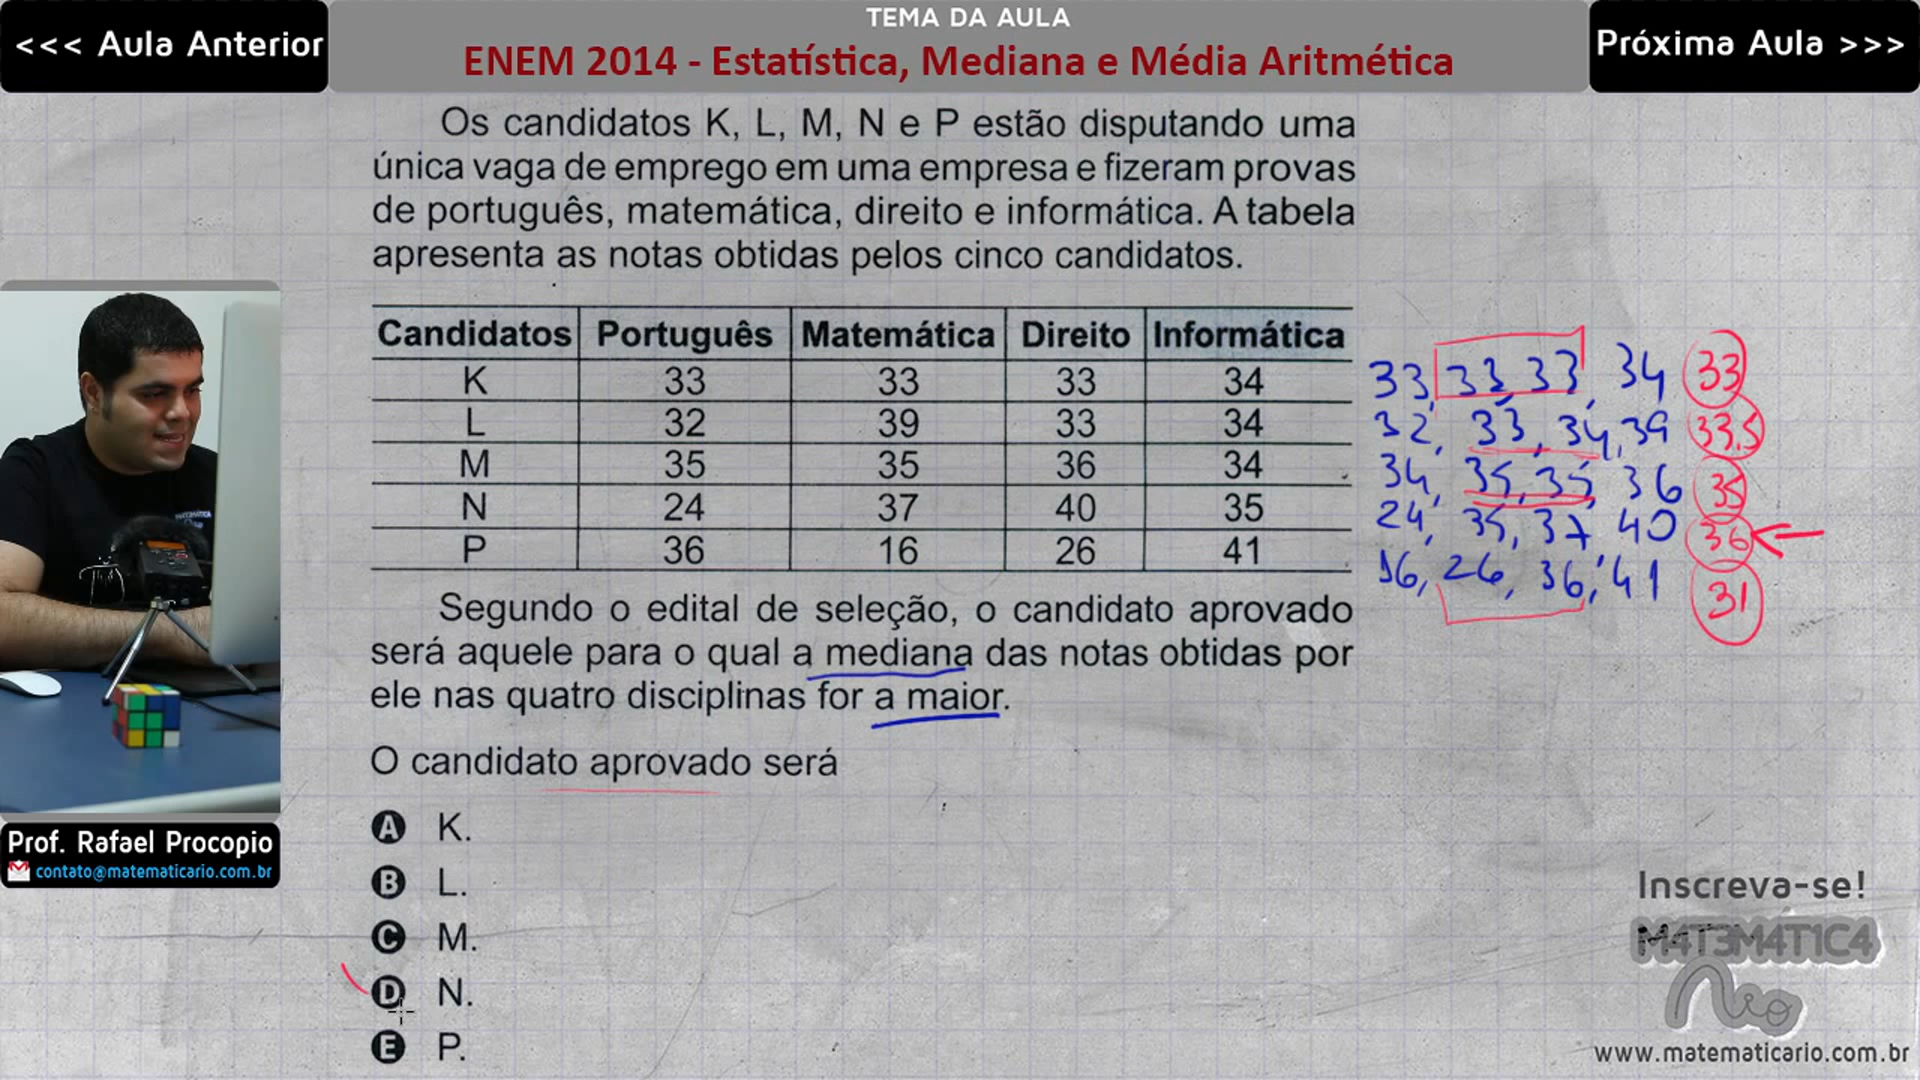 <<< Aula Anterior
TEMA DA AULA
ENEM 2014 - Estatística, Mediana e Média Aritmética
Próxima Aula >>>
Os candidatos K, L, M, N e P estão disputando uma
única vaga de emprego em uma empresa e fizeram provas
de português, matemática, direito e informática. A tabela
apresenta as notas obtidas pelos cinco candidatos.
Candidatos Português Matemática Direito Informática
K 33 33 33 34
L 32 39 33 34
M 35 35 36 34
N 24 37 40 35
P 36 16 26 41
33, 33, 33, 34 33
32, 33, 34, 39 33,5
34, 35, 35, 36 35
24, 35, 37, 40 36
16, 26, 36, 41 31
Segundo o edital de seleção, o candidato aprovado
será aquele para o qual a mediana das notas obtidas por
ele nas quatro disciplinas for a maior.
O candidato aprovado será
A K.
B L.
C M.
D N.
E P.
Prof. Rafael Procopio
contato@matematicario.com.br
Inscreva-se!
M4T3M4T1C4
Rio
www.matematicario.com.br